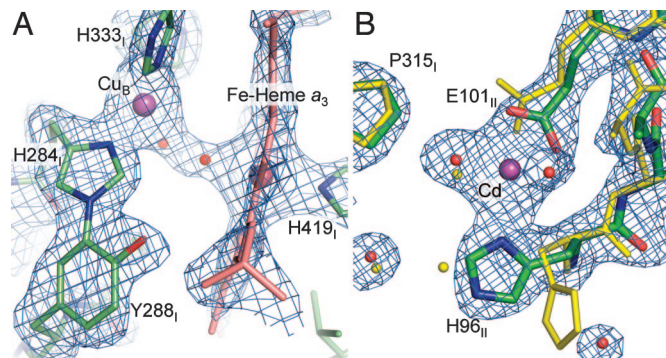 A
H333I
CuB
Fe-Heme a3
H284I
H419I
Y288I
B
P315I
E101II
Cd
H96II